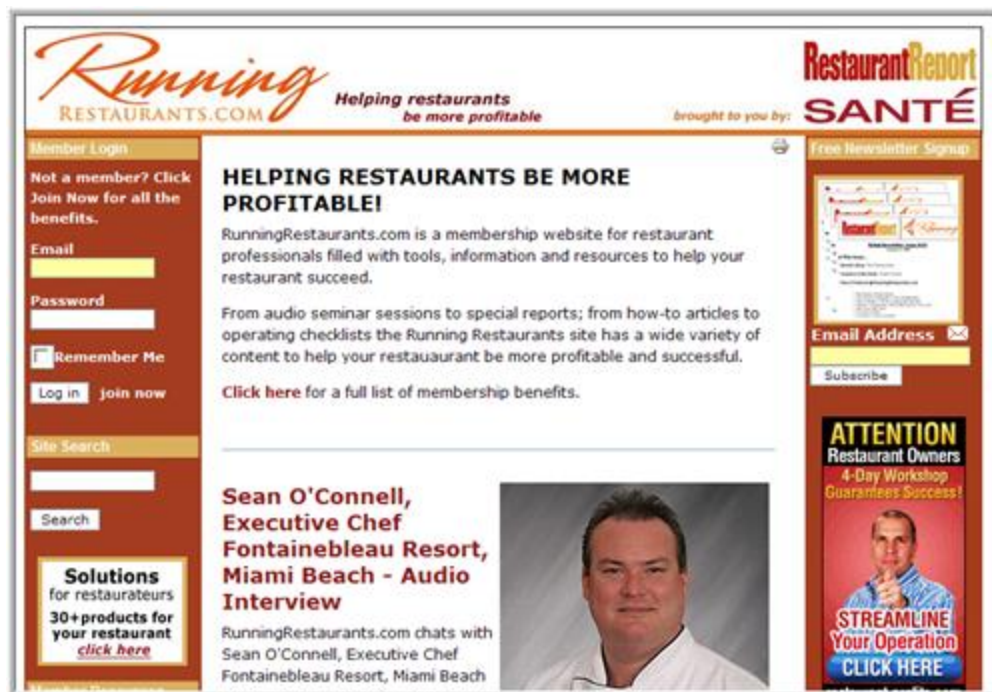 Running
RESTAURANTS.COM
Helping restaurants
be more profitable
brought to you by:
RestaurantReport
SANTÉ
Member Login
Not a member? Click
Join Now for all the
benefits.
Email
Password
Remember Me
Log in join now
Site Search
Search
Solutions
for restaurateurs
30+products for
your restaurant
click here
HELPING RESTAURANTS BE MORE
PROFITABLE!
RunningRestaurants.com is a membership website for restaurant
professionals filled with tools, information and resources to help your
restaurant succeed.
From audio seminar sessions to special reports; from how-to articles to
operating checklists the Running Restaurants site has a wide variety of
content to help your restauaurant be more profitable and successful.
Click here for a full list of membership benefits.
Sean O'Connell,
Executive Chef
Fontainebleau Resort,
Miami Beach - Audio
Interview
RunningRestaurants.com chats with
Sean O'Connell, Executive Chef
Fontainebleau Resort, Miami Beach
Free Newsletter Signup
RestaurantReport
Email Address
Subscribe
ATTENTION
Restaurant Owners
4-Day Workshop
Guarantees Success!
STREAMLINE
Your Operation
CLICK HERE